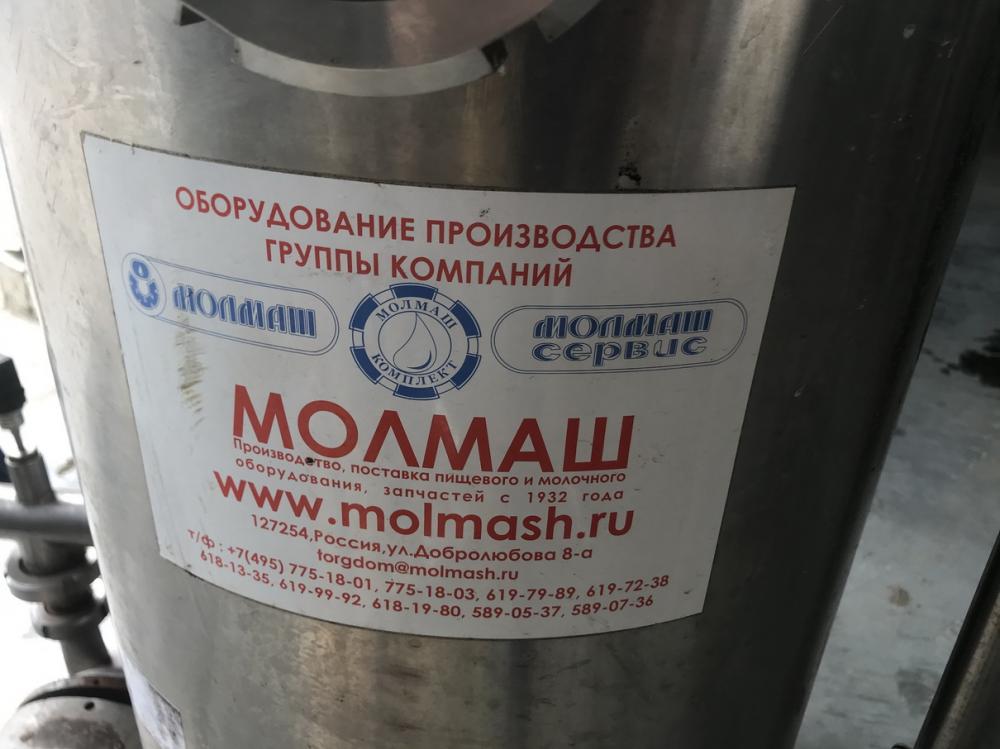 ОБОРУДОВАНИЕ ПРОИЗВОДСТВА
ГРУППЫ КОМПАНИЙ
МОЛМАШ
МОЛМАШ
КОМПЛЕКТ
МОЛМАШ
сервис
МОЛМАШ
Производство, поставка пищевого и молочного
оборудования, запчастей с 1932 года
www.molmash.ru
127254,Россия,ул.Добролюбова 8-а
torgdom@molmash.ru
т/ф : +7(495) 775-18-01, 775-18-03, 619-79-89, 619-72-38
618-13-35, 619-99-92, 618-19-80, 589-05-37, 589-07-36